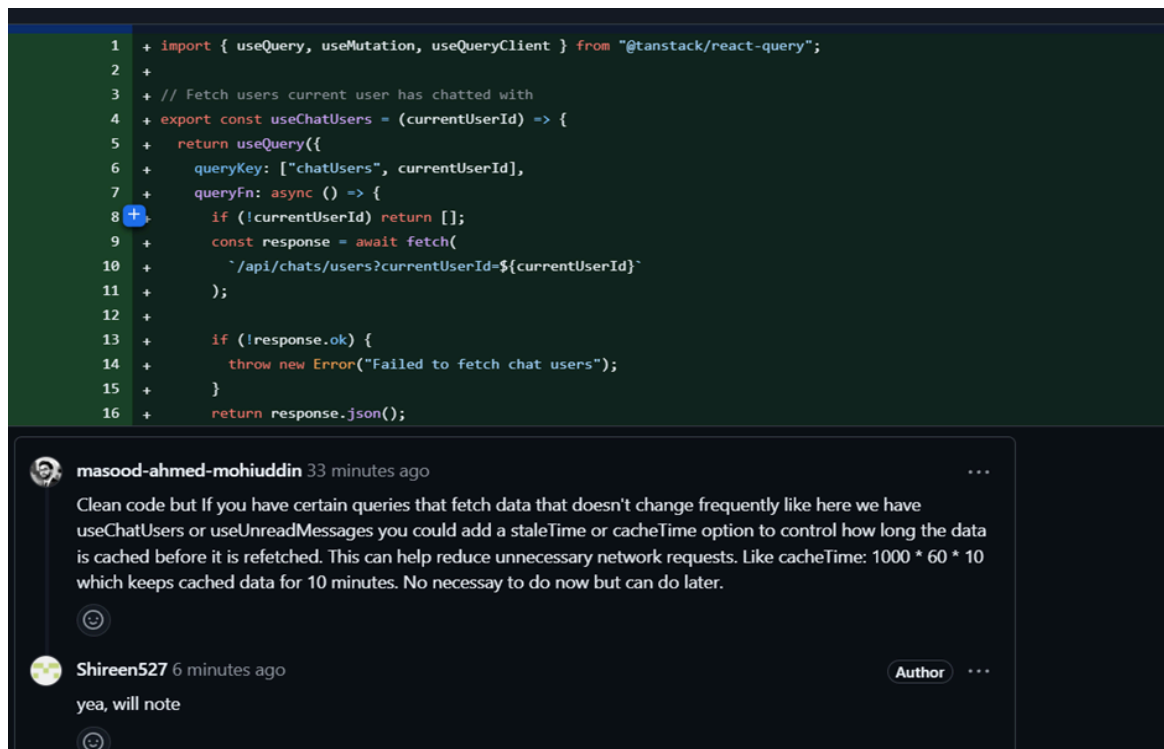 1 + import { useQuery, useMutation, useQueryClient } from "@tanstack/react-query";
2 +
3 + // Fetch users current user has chatted with
4 + export const useChatUsers = (currentUserId) => {
5 + return useQuery({
6 + queryKey: ["chatUsers", currentUserId],
7 + queryFn: async () => {
8 + if (!currentUserId) return [];
9 + const response = await fetch(
10 + `/api/chats/users?currentUserId=${currentUserId}`
11 + );
12 +
13 + if (!response.ok) {
14 + throw new Error("Failed to fetch chat users");
15 + }
16 + return response.json();
masood-ahmed-mohiuddin 33 minutes ago
Clean code but If you have certain queries that fetch data that doesn't change frequently like here we have
useChatUsers or useUnreadMessages you could add a staleTime or cacheTime option to control how long the data
is cached before it is refetched. This can help reduce unnecessary network requests. Like cacheTime: 1000 * 60 * 10
which keeps cached data for 10 minutes. No necessay to do now but can do later.
Shireen527 6 minutes ago Author
yea, will note